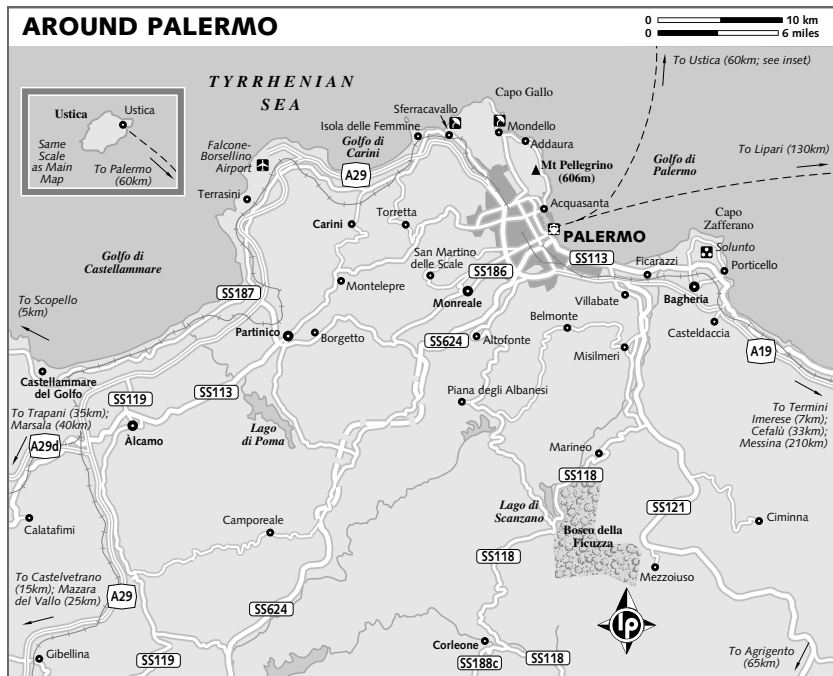 AROUND PALERMO
0 10 km
0 6 miles
To Ustica (60km; see inset)
TYRRHENIAN
SEA
Capo Gallo
Sferracavallo
Ustica
Ustica
Same
Scale
as Main
Map
To Palermo
(60km)
Isola delle Femmine
Mondello
Addaura
Golfo di
Carini
Falcone-
Borsellino
Airport
A29
Mt Pellegrino
(606m)
Golfo di
Palermo
To Lipari (130km)
Terrasini
Acquasanta
Capo
Zafferano
Carini
Torretta
PALERMO
Solunto
Golfo di
Castellammare
San Martino
delle Scale
SS113
Ficarazzi
Porticello
SS186
Montelepre
Monreale
Villabate
Bagheria
SS187
To Scopello
(5km)
Partinico
Borgetto
SS624
Altofonte
Belmonte
Casteldaccia
Misilmeri
A19
Castellammare
del Golfo
SS119
SS113
Piana degli Albanesi
To Trapani (35km);
Marsala (40km)
Àlcamo
Lago
di Poma
To Termini
Imerese (7km);
Cefalù (33km);
Messina (210km)
A29d
Marineo
SS118
Lago di
Scanzano
SS121
Calatafimi
Camporeale
Bosco della
Ficuzza
Ciminna
SS118
Mezzoiuso
To Castelvetrano
(15km); Mazara
del Vallo (25km)
A29
SS624
lp
Corleone
To Agrigento
(65km)
Gibellina
SS119
SS188c
SS118